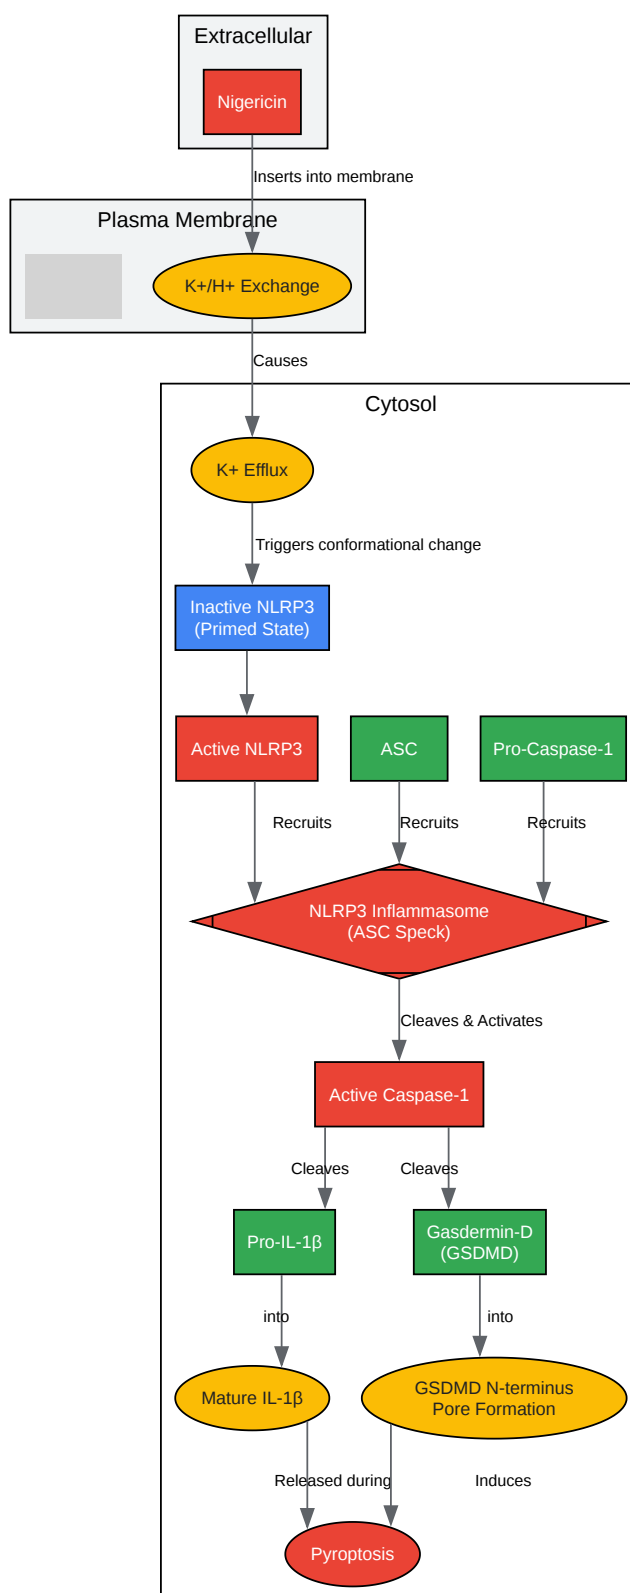 Extracellular
Nigericin
Inserts into membrane
Plasma Membrane
K+/H+ Exchange
Causes
Cytosol
K+ Efflux
Triggers conformational change
Inactive NLRP3
(Primed State)
Active NLRP3
ASC
Pro-Caspase-1
Recruits
Recruits
Recruits
NLRP3 Inflammasome
(ASC Speck)
Cleaves & Activates
Active Caspase-1
Cleaves
Cleaves
Pro-IL-1β
Gasdermin-D
(GSDMD)
into
into
Mature IL-1β
GSDMD N-terminus
Pore Formation
Released during
Induces
Pyroptosis